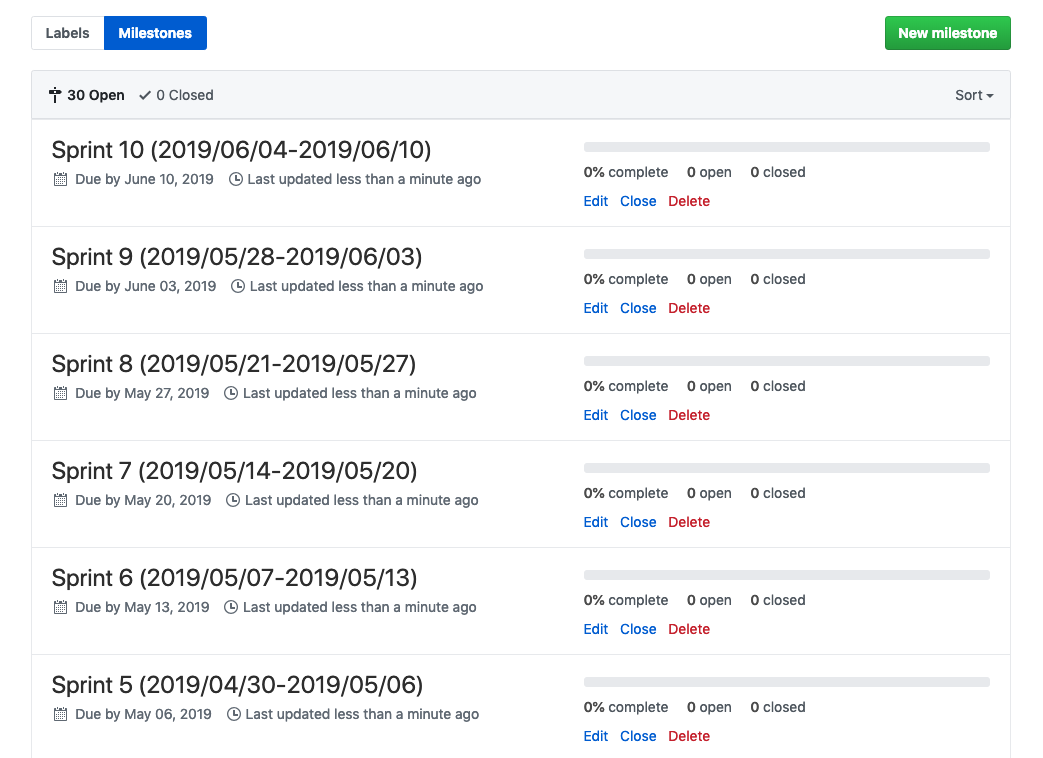 Labels Milestones New milestone
30 Open 0 Closed Sort
Sprint 10 (2019/06/04-2019/06/10)
Due by June 10, 2019 Last updated less than a minute ago
0% complete 0 open 0 closed
Edit Close Delete
Sprint 9 (2019/05/28-2019/06/03)
Due by June 03, 2019 Last updated less than a minute ago
0% complete 0 open 0 closed
Edit Close Delete
Sprint 8 (2019/05/21-2019/05/27)
Due by May 27, 2019 Last updated less than a minute ago
0% complete 0 open 0 closed
Edit Close Delete
Sprint 7 (2019/05/14-2019/05/20)
Due by May 20, 2019 Last updated less than a minute ago
0% complete 0 open 0 closed
Edit Close Delete
Sprint 6 (2019/05/07-2019/05/13)
Due by May 13, 2019 Last updated less than a minute ago
0% complete 0 open 0 closed
Edit Close Delete
Sprint 5 (2019/04/30-2019/05/06)
Due by May 06, 2019 Last updated less than a minute ago
0% complete 0 open 0 closed
Edit Close Delete